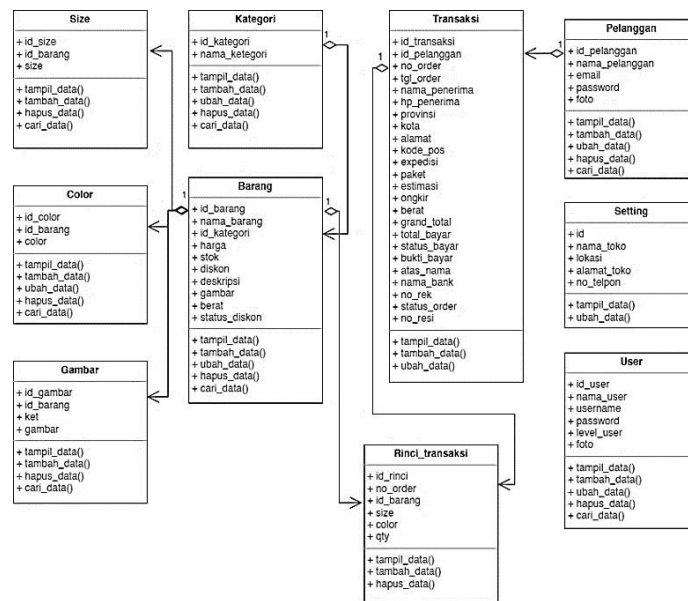 Size
+ id_size
+ id_barang
+ size
+ tampil_data()
+ tambah_data()
+ hapus_data()
+ cari_data()
Kategori
+ id_kategori
+ nama_ketegori
+ tampil_data()
+ tambah_data()
+ ubah_data()
+ hapus_data()
+ cari_data()
1
Transaksi
+ id_transaksi
+ id_pelanggan
+ no_order
+ tgl_order
+ nama_penerima
+ hp_penerima
+ provinsi
+ kota
+ alamat
+ kode_pos
+ expedisi
+ paket
+ estimasi
+ ongkir
+ berat
+ grand_total
+ total_bayar
+ status_bayar
+ bukti_bayar
+ atas_nama
+ nama_bank
+ no_rek
+ status_order
+ no_resi
+ tampil_data()
+ tambah_data()
+ ubah_data()
1
Pelanggan
+ id_pelanggan
+ nama_pelanggan
+ email
+ password
+ foto
+ tampil_data()
+ tambah_data()
+ ubah_data()
+ hapus_data()
+ cari_data()
1
Color
+ id_color
+ id_barang
+ color
+ tampil_data()
+ tambah_data()
+ ubah_data()
+ hapus_data()
+ cari_data()
1
Barang
+ id_barang
+ nama_barang
+ id_kategori
+ harga
+ stok
+ diskon
+ deskripsi
+ gambar
+ berat
+ status_diskon
+ tampil_data()
+ tambah_data()
+ ubah_data()
+ hapus_data()
+ cari_data()
1
Setting
+ id
+ nama_toko
+ lokasi
+ alamat_toko
+ no_telpon
+ tampil_data()
+ ubah_data()
Gambar
+ id_gambar
+ id_barang
+ ket
+ gambar
+ tampil_data()
+ tambah_data()
+ hapus_data()
+ cari_data()
User
+ id_user
+ nama_user
+ username
+ password
+ level_user
+ foto
+ tampil_data()
+ tambah_data()
+ ubah_data()
+ hapus_data()
+ cari_data()
Rinci_transaksi
+ id_rinci
+ no_order
+ id_barang
+ size
+ color
+ qty
+ tampil_data()
+ tambah_data()
+ hapus_data()